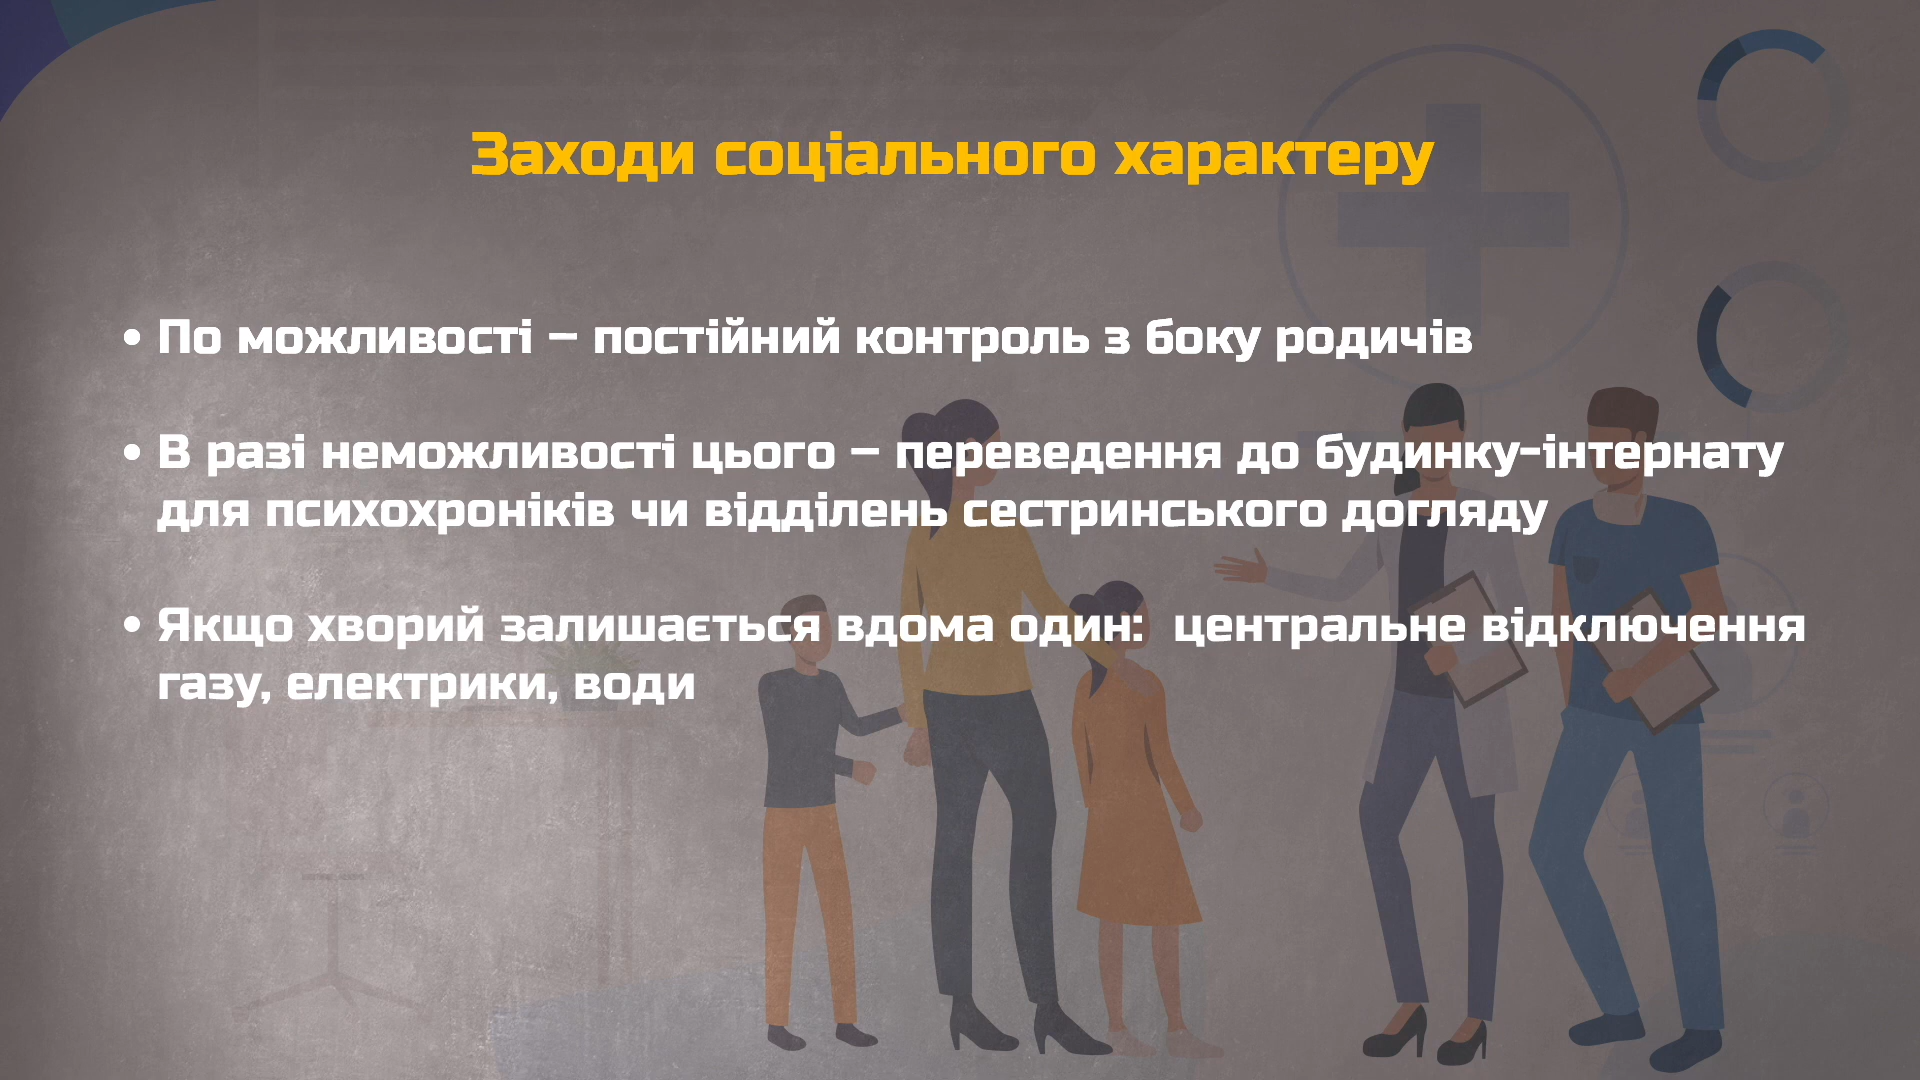 Заходи соціального характеру
• По можливості – постійний контроль з боку родичів
• В разі неможливості цього – переведення до будинку-інтернату
для психохроніків чи відділень сестринського догляду
• Якщо хворий залишається вдома один:  центральне відключення
газу, електрики, води